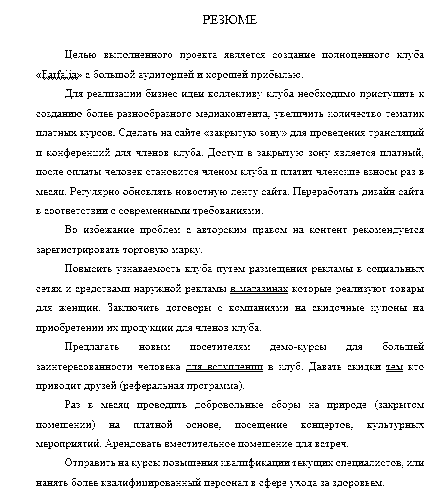 РЕЗЮМЕ
Целью выполненного проекта является создание полноценного клуба
«Farfalia» с большой аудиторией и хорошей прибылью.
Для реализации бизнес идеи коллективу клуба необходимо приступить к
созданию более разнообразного медиаконтента, увеличить количество тематик
платных курсов. Сделать на сайте «закрытую зону» для проведения трансляций
и конференций для членов клуба. Доступ в закрытую зону является платный,
после оплаты человек становится членом клуба и платит членские взносы раз в
месяц. Регулярно обновлять новостную ленту сайта. Переработать дизайн сайта
в соответствии с современными требованиями.
Во избежание проблем с авторским правом на контент рекомендуется
зарегистрировать торговую марку.
Повысить узнаваемость клуба путем размещения рекламы в социальных
сетях и средствами наружной рекламы в магазинах которые реализуют товары
для женщин. Заключить договоры с компаниями на скидочные купоны на
приобретении их продукции для членов клуба.
Предлагать новым посетителям демо-курсы для большей
заинтересованности человека для вступлении в клуб. Давать скидки тем кто
приводит друзей (реферальная программа).
Раз в месяц проводить добровольные сборы на природе (закрытом
помещении) на платной основе, посещение концертов, культурных
мероприятий. Арендовать вместительное помещение для встреч.
Отправить на курсы повышения квалификации текущих специалистов, или
нанять более квалифицированный персонал в сфере ухода за здоровьем.